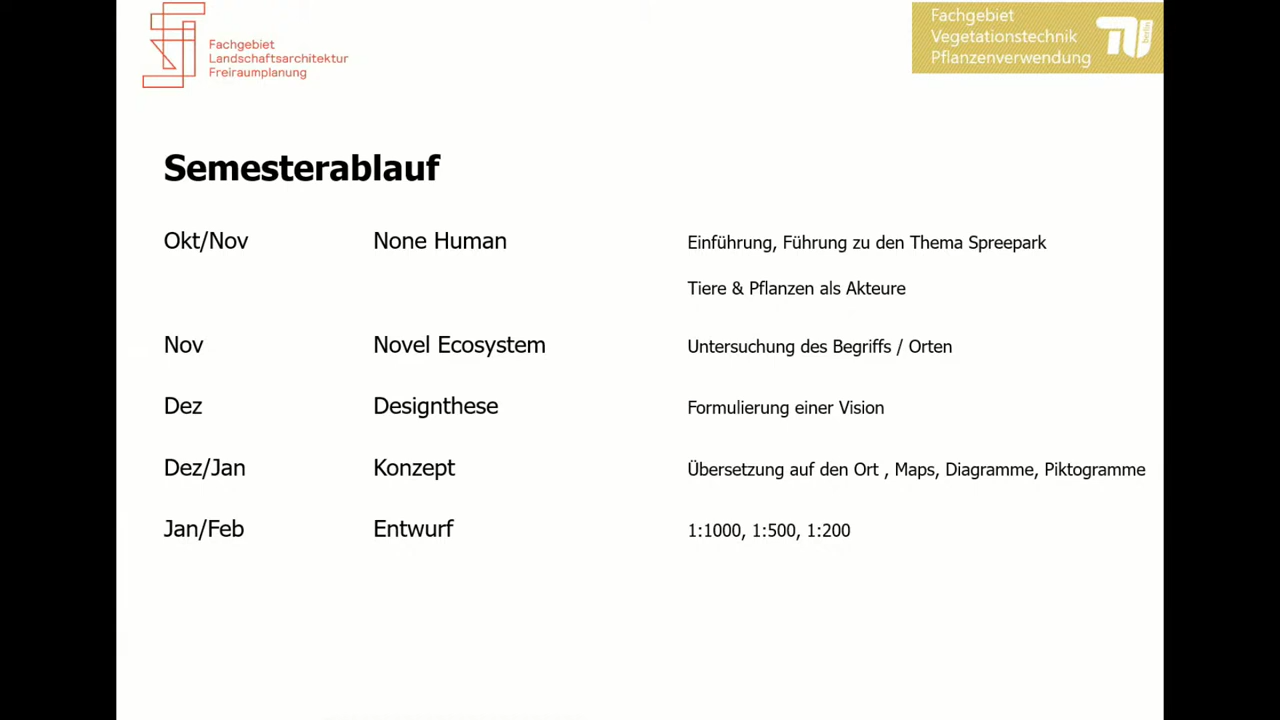 Fachgebiet
Landschaftsarchitektur
Freiraumplanung
Fachgebiet
Vegetationstechnik
Pflanzenverwendung
TU
berlin
Semesterablauf
Okt/Nov None Human Einführung, Führung zu den Thema Spreepark
Tiere & Pflanzen als Akteure
Nov Novel Ecosystem Untersuchung des Begriffs / Orten
Dez Designthese Formulierung einer Vision
Dez/Jan Konzept Übersetzung auf den Ort , Maps, Diagramme, Piktogramme
Jan/Feb Entwurf 1:1000, 1:500, 1:200